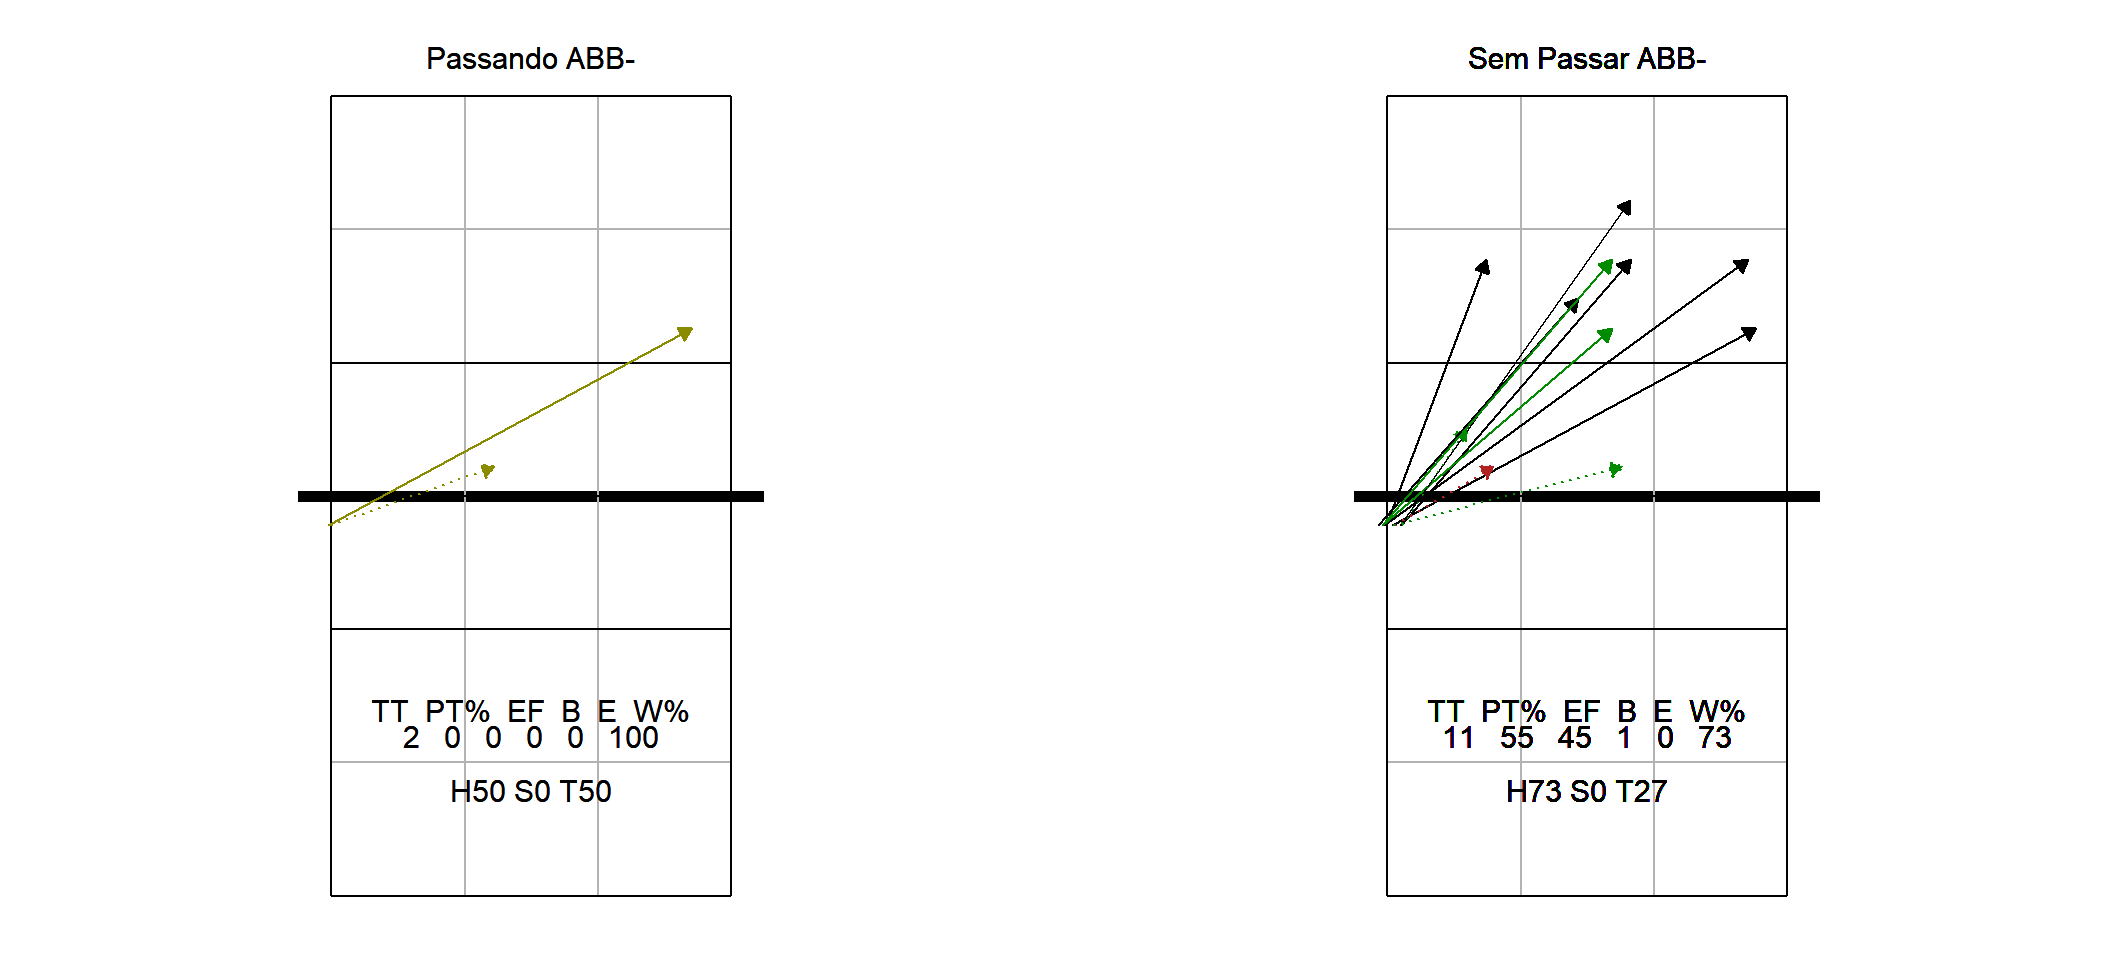 Passando ABB-
TT PT% EF B E W%
2 0 0 0 0 100
H50 S0 T50
Sem Passar ABB-
TT PT% EF B E W%
11 55 45 1 0 73
H73 S0 T27